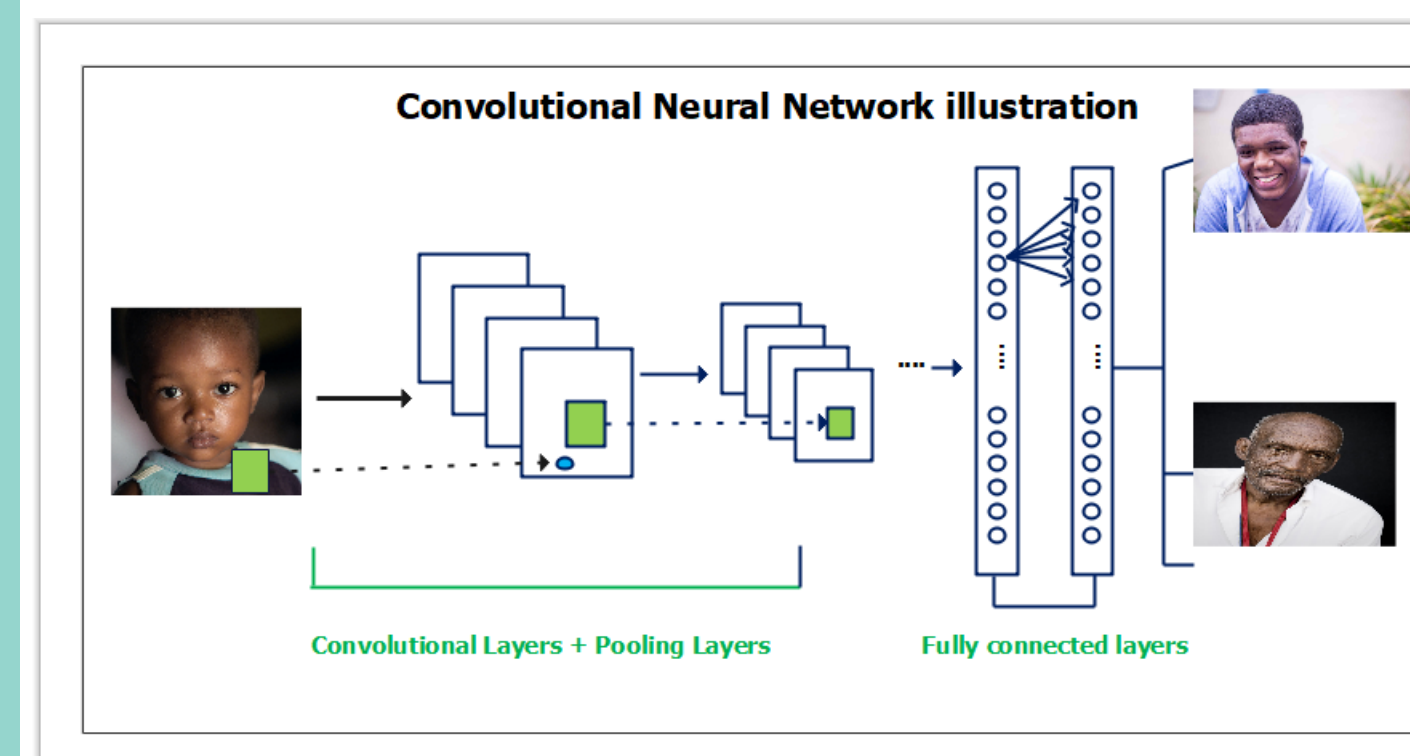 Convolutional Neural Network illustration
Convolutional Layers + Pooling Layers
Fully connected layers